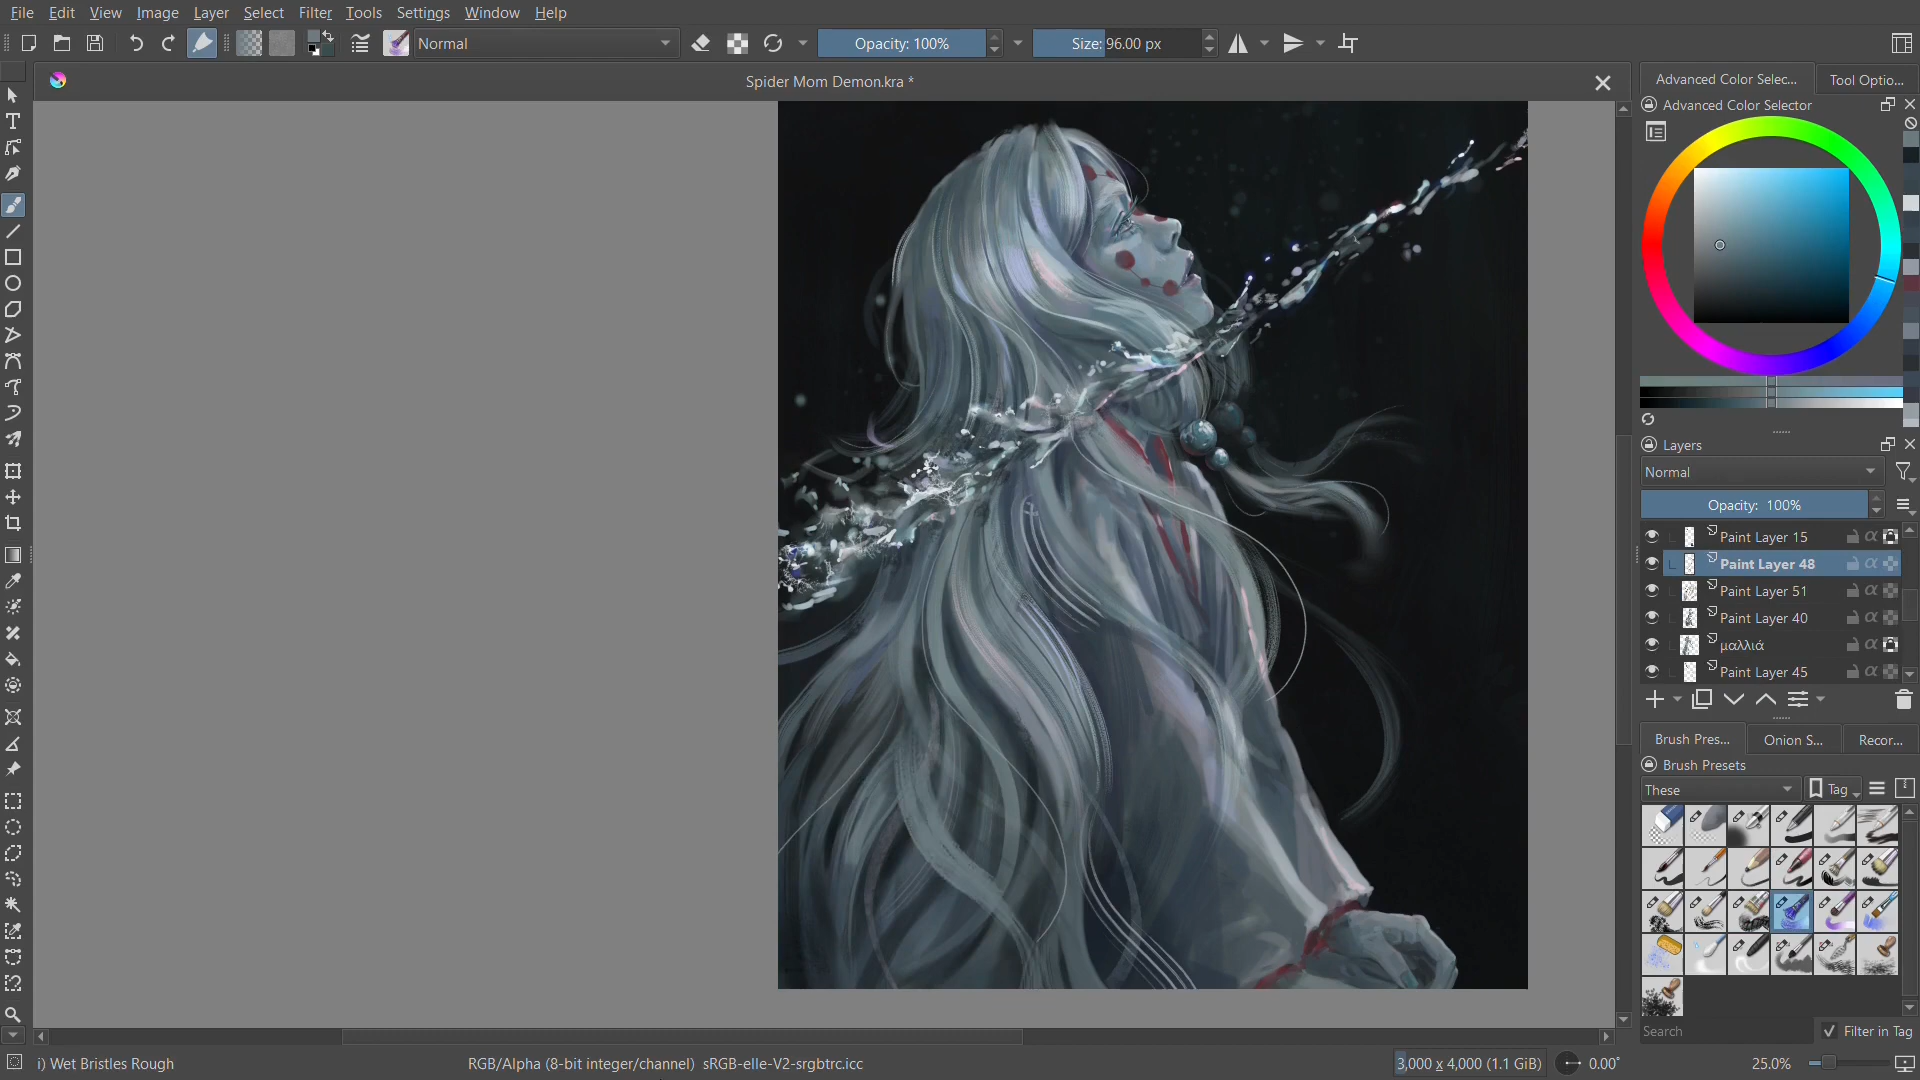 File Edit View Image Layer Select Filter Tools Settings Window Help
Normal Opacity: 100% Size: 96.00 px
Spider Mom Demon.kra *
Advanced Color Selec... Tool Optio...
Advanced Color Selector
Layers
Normal
Opacity: 100%
Paint Layer 15
Paint Layer 48
Paint Layer 51
Paint Layer 40
μαλλιά
Paint Layer 45
Brush Pres... Onion S... Recor...
Brush Presets
These Tag
Search Filter in Tag
i) Wet Bristles Rough RGB/Alpha (8-bit integer/channel) sRGB-elle-V2-srgbtrc.icc 3,000 x 4,000 (1.1 GiB) 0.00° 25.0%